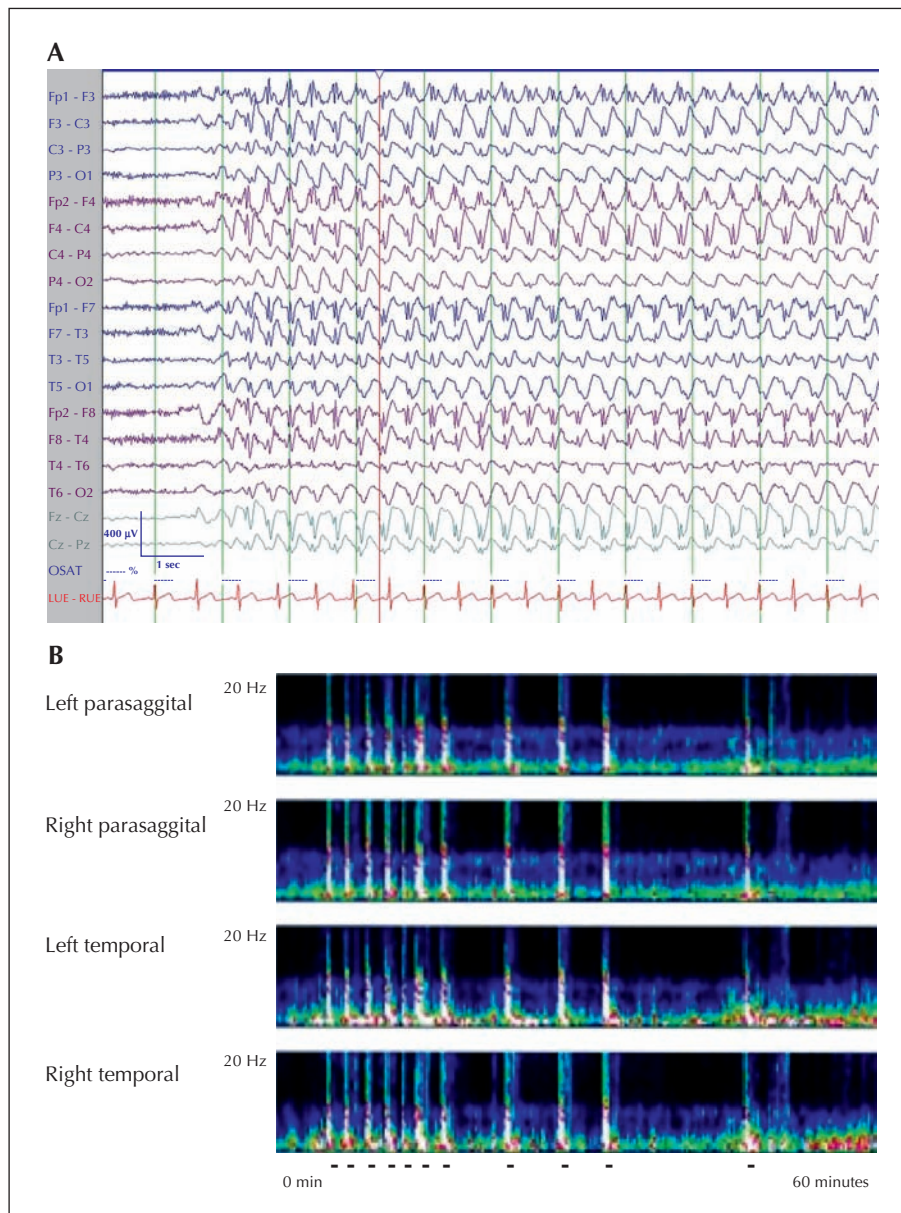 A
Fp1 - F3
F3 - C3
C3 - P3
P3 - O1
Fp2 - F4
F4 - C4
C4 - P4
P4 - O2
Fp1 - F7
F7 - T3
T3 - T5
T5 - O1
Fp2 - F8
F8 - T4
T4 - T6
T6 - O2
Fz - Cz
Cz - Pz
400 µV
1 sec
OSAT ------ %
LUE - RUE
B
Left parasaggital 20 Hz
Right parasaggital 20 Hz
Left temporal 20 Hz
Right temporal 20 Hz
0 min 60 minutes